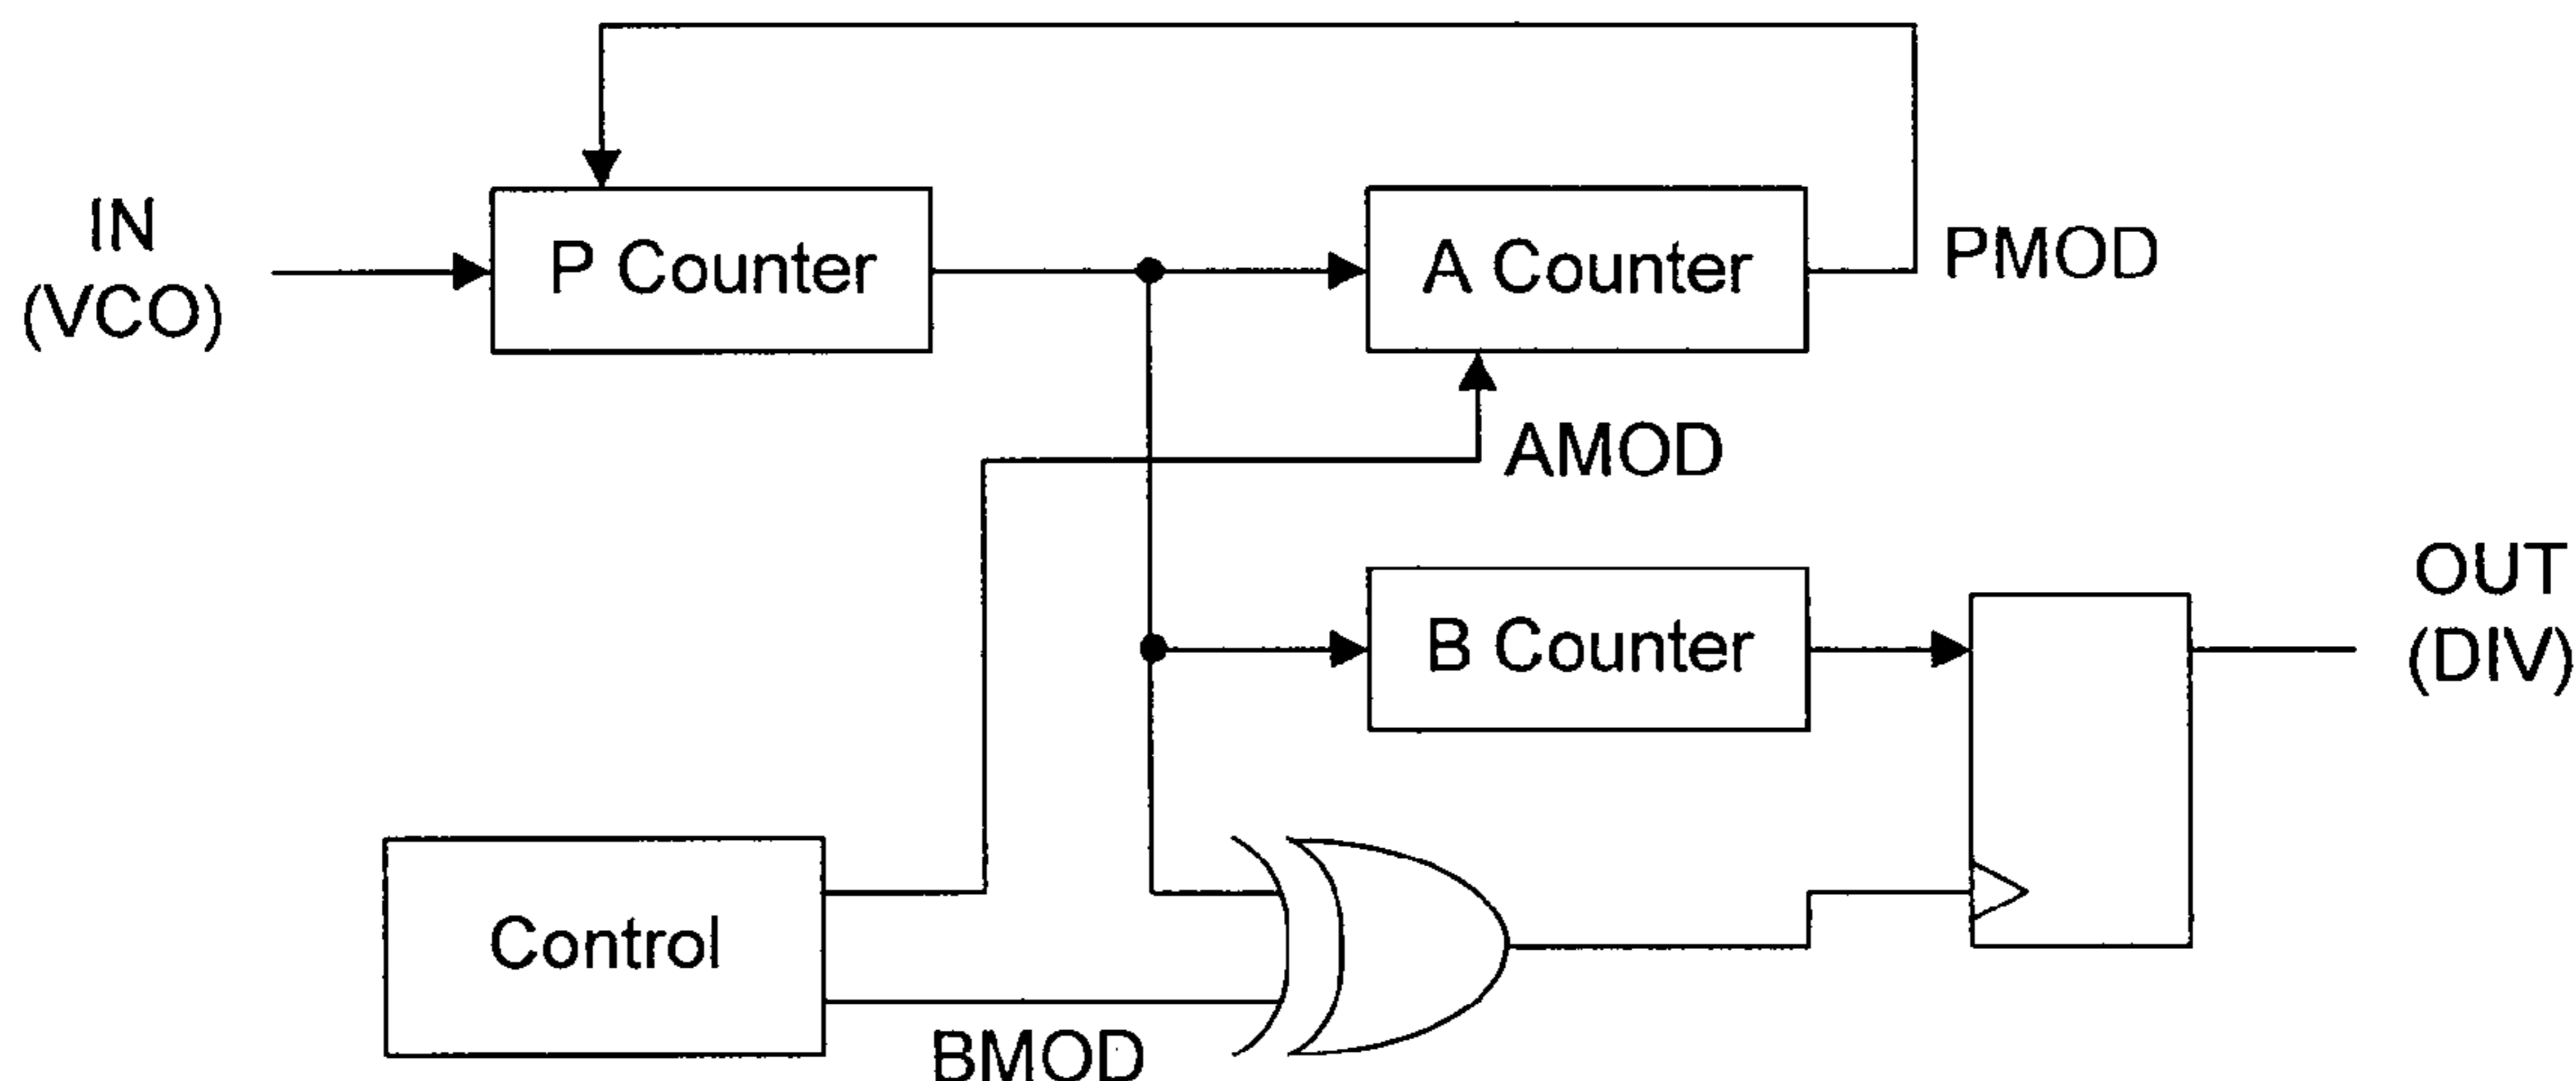 IN
(VCO)
P Counter
A Counter
PMOD
AMOD
B Counter
OUT
(DIV)
Control
BMOD